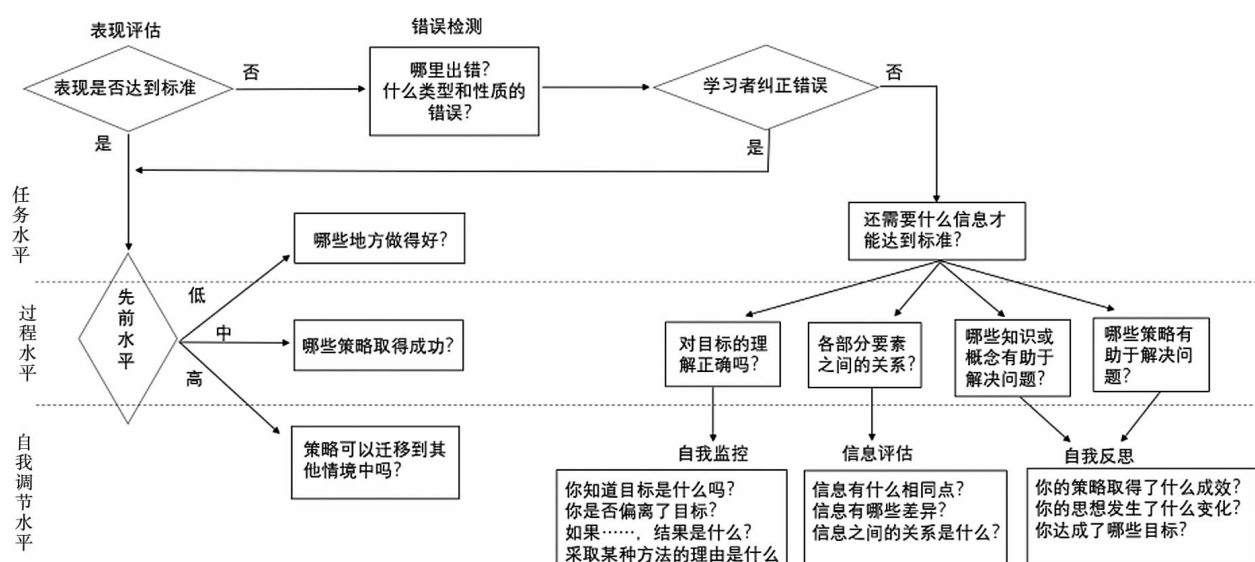 表现评估
错误检测
表现是否达到标准
否
哪里出错?
什么类型和性质的
错误?
学习者纠正错误
否
是
是
任务水平
哪些地方做得好?
还需要什么信息才
能达到标准?
过程水平
先前水平
低
中
高
哪些策略取得成功?
对目标的理
解正确吗?
各部分要素
之间的关系?
哪些知识或
概念有助于
解决问题?
哪些策略有
助于解决问
题?
自我调节水平
策略可以迁移到其
他情境中吗?
自我监控
信息评估
自我反思
你知道目标是什么吗?
你是否偏离了目标?
如果……, 结果是什么?
采取某种方法的理由是什么
信息有什么相同点?
信息有哪些差异?
信息之间的关系是什么?
你的策略取得了什么成效?
你的思想发生了什么变化?
你达成了哪些目标?